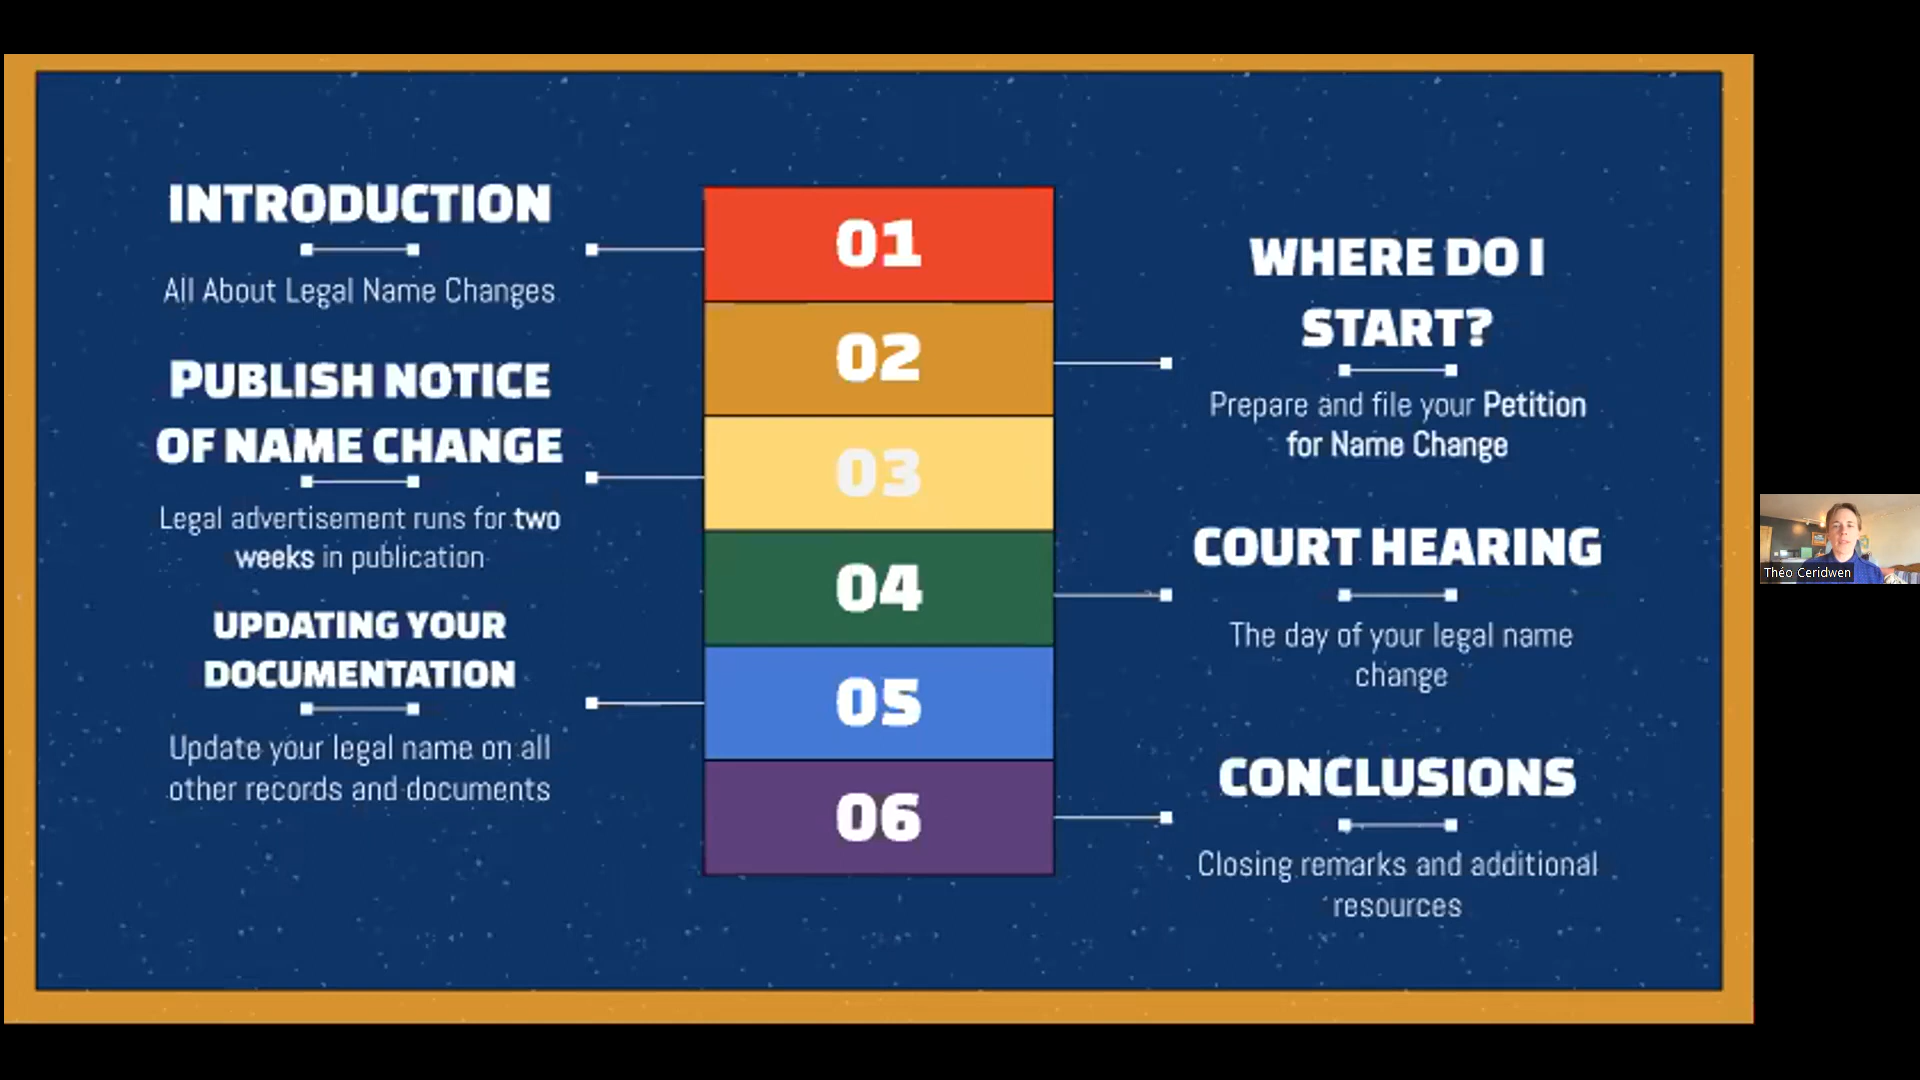 INTRODUCTION
All About Legal Name Changes
01
WHERE DO I
START?
Prepare and file your Petition
for Name Change
02
PUBLISH NOTICE
OF NAME CHANGE
Legal advertisement runs for two
weeks in publication
03
COURT HEARING
The day of your legal name
change
04
UPDATING YOUR
DOCUMENTATION
Update your legal name on all
other records and documents
05
CONCLUSIONS
Closing remarks and additional
resources
06
Théo Ceridwen